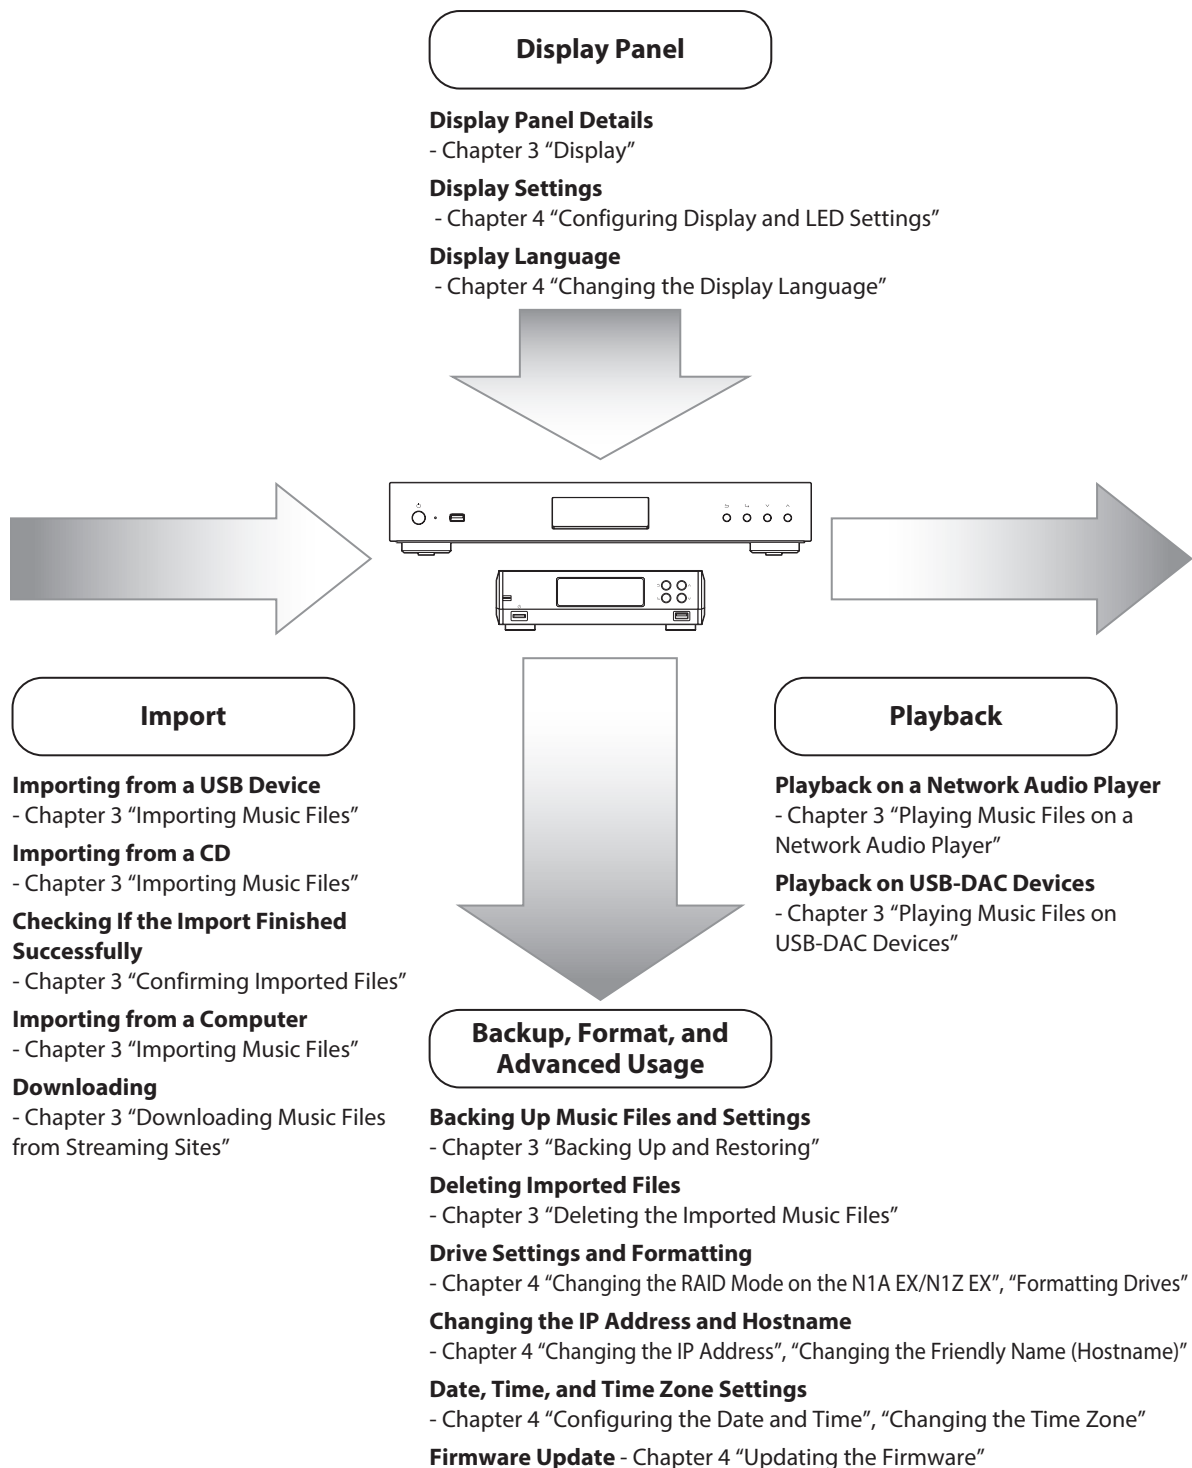 Display Panel
Display Panel Details
- Chapter 3 “Display”
Display Settings
- Chapter 4 “Configuring Display and LED Settings”
Display Language
- Chapter 4 “Changing the Display Language”
Import
Importing from a USB Device
- Chapter 3 “Importing Music Files”
Importing from a CD
- Chapter 3 “Importing Music Files”
Checking If the Import Finished
Successfully
- Chapter 3 “Confirming Imported Files”
Importing from a Computer
- Chapter 3 “Importing Music Files”
Downloading
- Chapter 3 “Downloading Music Files
from Streaming Sites”
Playback
Playback on a Network Audio Player
- Chapter 3 “Playing Music Files on a
Network Audio Player”
Playback on USB-DAC Devices
- Chapter 3 “Playing Music Files on
USB-DAC Devices”
Backup, Format, and
Advanced Usage
Backing Up Music Files and Settings
- Chapter 3 “Backing Up and Restoring”
Deleting Imported Files
- Chapter 3 “Deleting the Imported Music Files”
Drive Settings and Formatting
- Chapter 4 “Changing the RAID Mode on the N1A EX/N1Z EX”, “Formatting Drives”
Changing the IP Address and Hostname
- Chapter 4 “Changing the IP Address”, “Changing the Friendly Name (Hostname)”
Date, Time, and Time Zone Settings
- Chapter 4 “Configuring the Date and Time”, “Changing the Time Zone”
Firmware Update - Chapter 4 “Updating the Firmware”